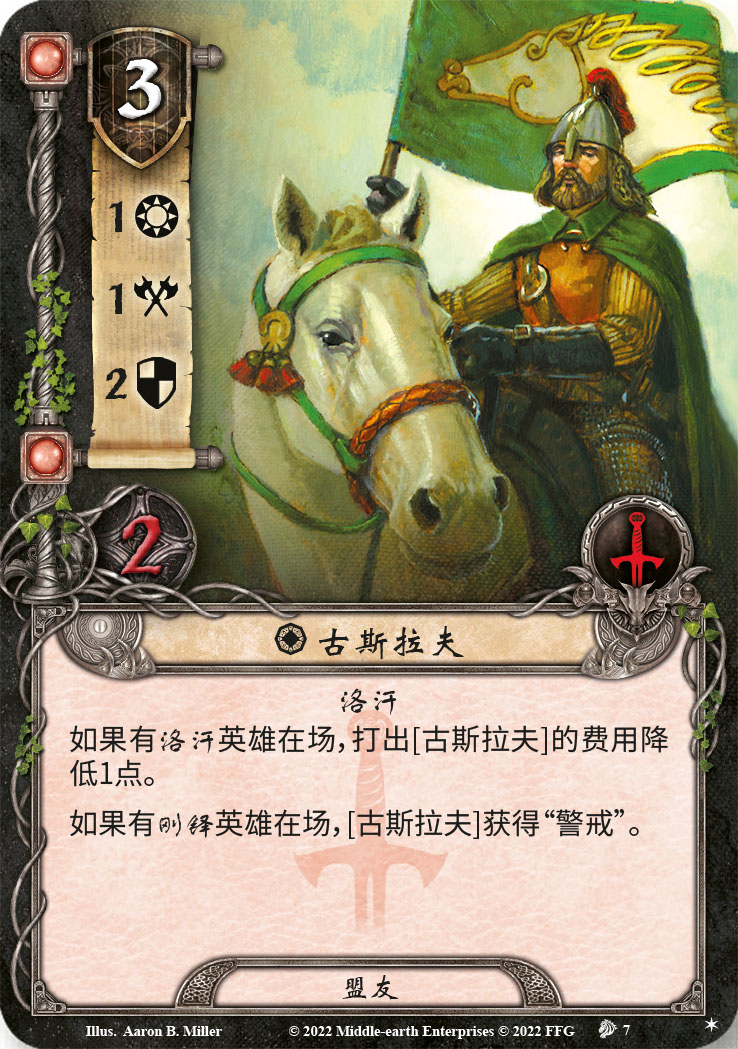 3
1
1
2
2
古斯拉夫
洛汗
如果有洛汗英雄在场，打出[古斯拉夫]的费用降
低1点。
如果有刚铎英雄在场，[古斯拉夫]获得“警戒”。
盟友
Illus. Aaron B. Miller © 2022 Middle-earth Enterprises © 2022 FFG 7